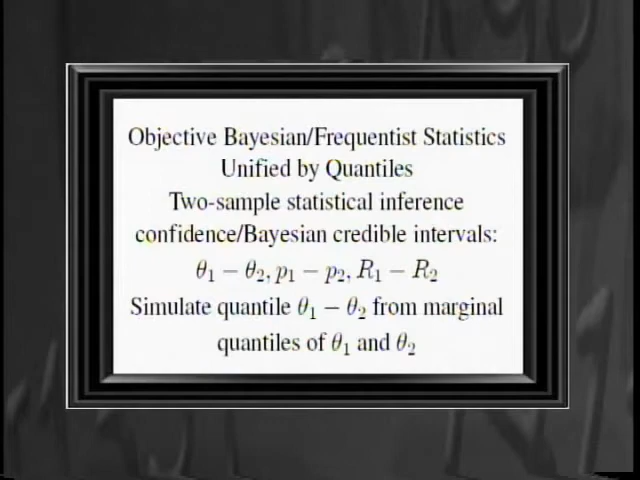 Objective Bayesian/Frequentist Statistics
Unified by Quantiles
Two-sample statistical inference
confidence/Bayesian credible intervals:
θ₁ − θ₂, p₁ − p₂, R₁ − R₂
Simulate quantile θ₁ − θ₂ from marginal
quantiles of θ₁ and θ₂